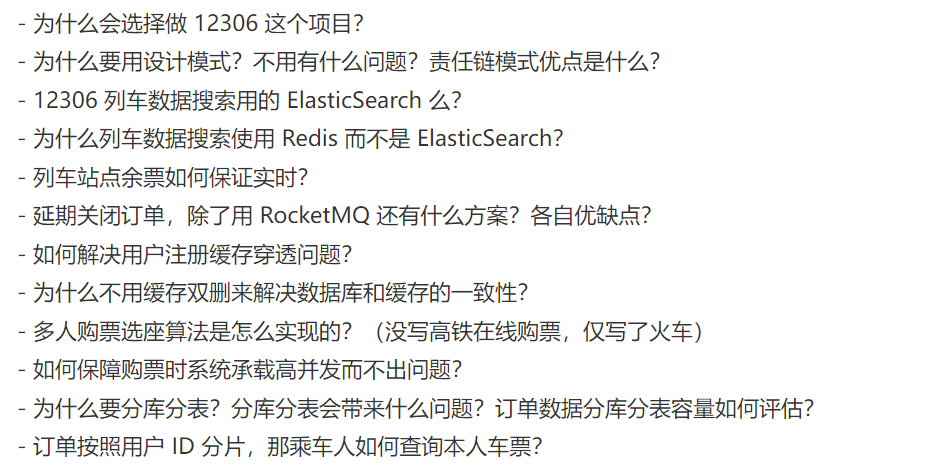 - 为什么会选择做 12306 这个项目？
- 为什么要用设计模式？不用有什么问题？责任链模式优点是什么？
- 12306 列车数据搜索用的 ElasticSearch 么？
- 为什么列车数据搜索使用 Redis 而不是 ElasticSearch？
- 列车站点余票如何保证实时？
- 延期关闭订单，除了用 RocketMQ 还有什么方案？各自优缺点？
- 如何解决用户注册缓存穿透问题？
- 为什么不用缓存双删来解决数据库和缓存的一致性？
- 多人购票选座算法是怎么实现的？（没写高铁在线购票，仅写了火车）
- 如何保障购票时系统承载高并发而不出问题？
- 为什么要分库分表？分库分表会带来什么问题？订单数据分库分表容量如何评估？
- 订单按照用户 ID 分片，那乘车人如何查询本人车票？